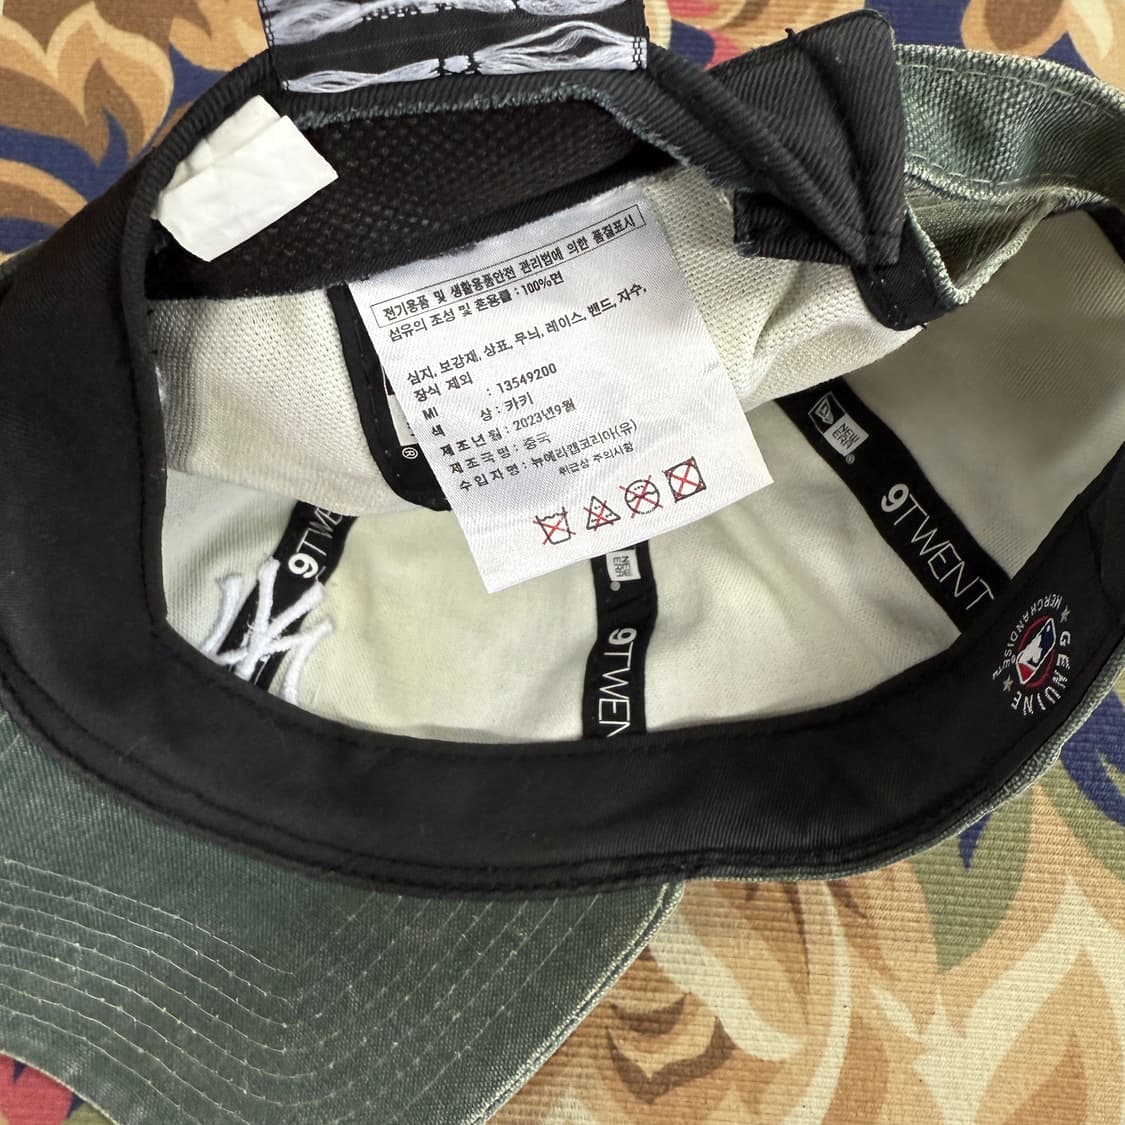 전기용품 및 생활용품안전 관리법에 의한 품질표시
섬유의 조성 및 혼용률 : 100%면
심지, 보강재, 상표, 무늬, 레이스, 밴드, 자수,
장식 제외
MI : 13549200
색 상 : 카키
제조년월 : 2023년9월
제조국명 : 중국
수입자명 : 뉴에라캡코리아(유)
취급상 주의사항
®
NEW ERA
®
9TWENT
9TWE
NEW ERA
9TWEN
NY
GENUINE
MERCHANDISE